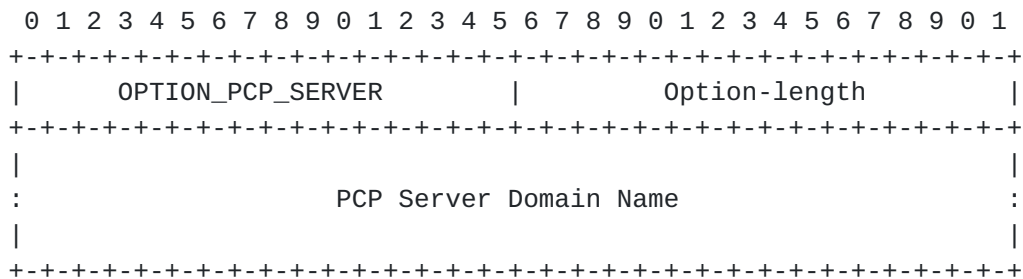 0 1 2 3 4 5 6 7 8 9 0 1 2 3 4 5 6 7 8 9 0 1 2 3 4 5 6 7 8 9 0 1
+-+-+-+-+-+-+-+-+-+-+-+-+-+-+-+-+-+-+-+-+-+-+-+-+-+-+-+-+-+-+-+-+
|      OPTION_PCP_SERVER        |         Option-length         |
+-+-+-+-+-+-+-+-+-+-+-+-+-+-+-+-+-+-+-+-+-+-+-+-+-+-+-+-+-+-+-+-+
|                                                               |
:                    PCP Server Domain Name                     :
|                                                               |
+-+-+-+-+-+-+-+-+-+-+-+-+-+-+-+-+-+-+-+-+-+-+-+-+-+-+-+-+-+-+-+-+